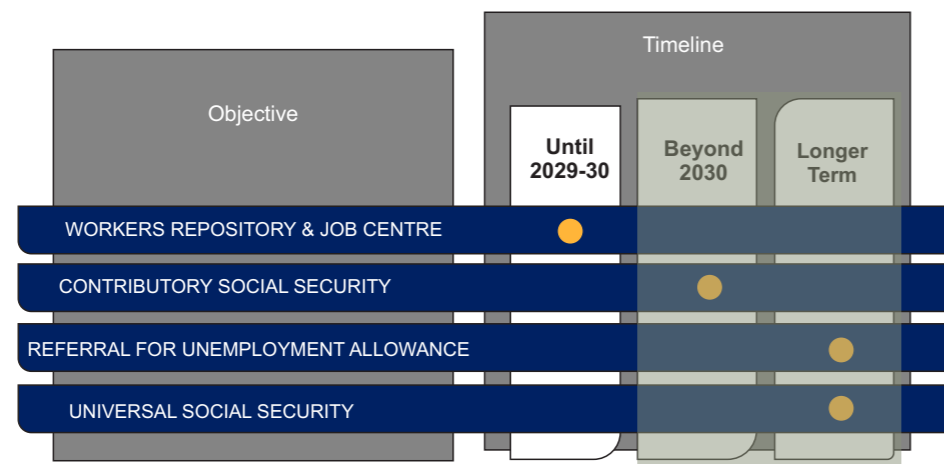 Timeline
Objective
Until
2029-30
Beyond
2030
Longer
Term
WORKERS REPOSITORY & JOB CENTRE
CONTRIBUTORY SOCIAL SECURITY
REFERRAL FOR UNEMPLOYMENT ALLOWANCE
UNIVERSAL SOCIAL SECURITY